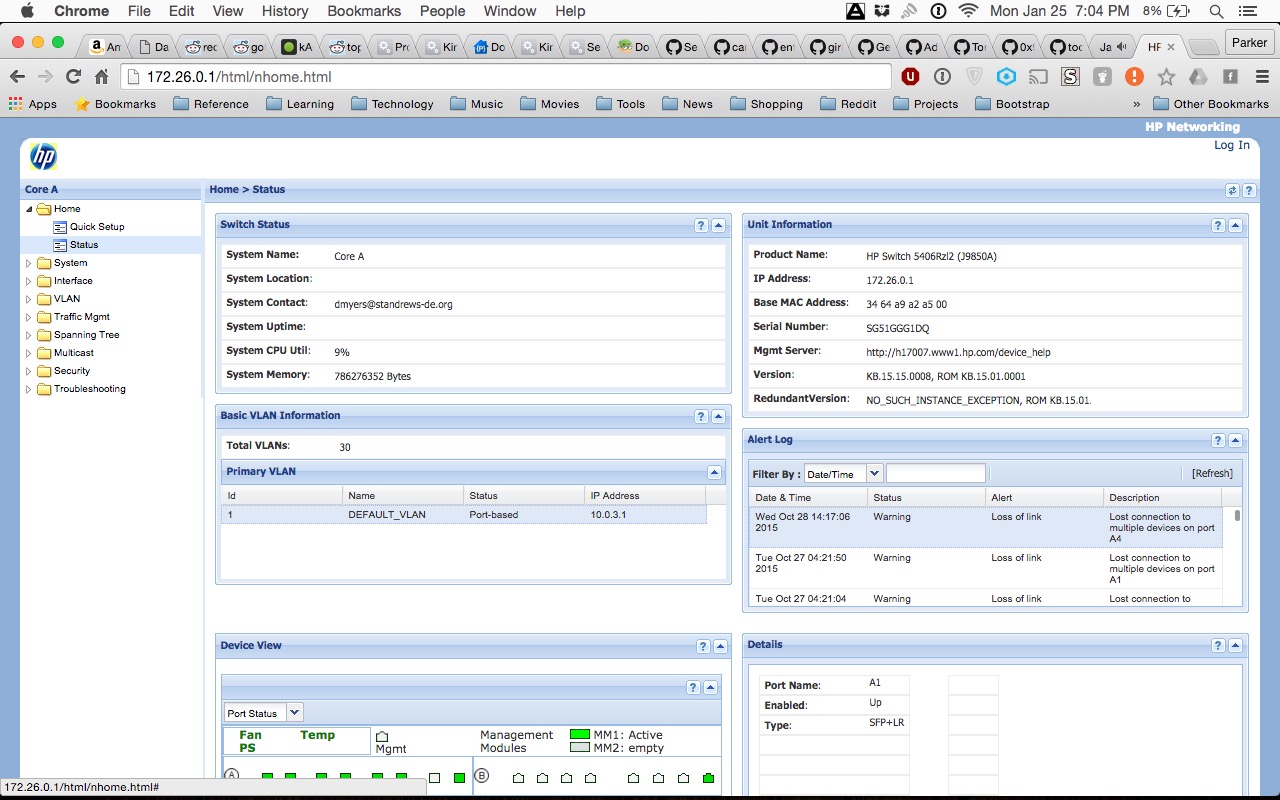 Chrome File Edit View History Bookmarks People Window Help Mon Jan 25 7:04 PM 8%
An Da red go kA top Pro Kin Do Kin Se Do Se ca en gir Ge Ad To 0x too Ja HP Parker
172.26.0.1/html/nhome.html
Apps Bookmarks Reference Learning Technology Music Movies Tools News Shopping Reddit Projects Bootstrap » Other Bookmarks
HP Networking
Log In
hp
Core A
Home
Quick Setup
Status
System
Interface
VLAN
Traffic Mgmt
Spanning Tree
Multicast
Security
Troubleshooting
Home > Status
Switch Status
System Name: Core A
System Location:
System Contact: dmyers@standrews-de.org
System Uptime:
System CPU Util: 9%
System Memory: 786276352 Bytes
Unit Information
Product Name: HP Switch 5406Rzl2 (J9850A)
IP Address: 172.26.0.1
Base MAC Address: 34 64 a9 a2 a5 00
Serial Number: SG51GGG1DQ
Mgmt Server: http://h17007.www1.hp.com/device_help
Version: KB.15.15.0008, ROM KB.15.01.0001
RedundantVersion: NO_SUCH_INSTANCE_EXCEPTION, ROM KB.15.01.
Basic VLAN Information
Total VLANs: 30
Primary VLAN
Id Name Status IP Address
1 DEFAULT_VLAN Port-based 10.0.3.1
Alert Log
Filter By : Date/Time [Refresh]
Date & Time Status Alert Description
Wed Oct 28 14:17:06 2015 Warning Loss of link Lost connection to multiple devices on port A4
Tue Oct 27 04:21:50 2015 Warning Loss of link Lost connection to multiple devices on port A1
Tue Oct 27 04:21:04 Warning Loss of link Lost connection to
Device View
Port Status
Fan Temp
PS
Mgmt
Management Modules
MM1: Active
MM2: empty
A B
Details
Port Name: A1
Enabled: Up
Type: SFP+LR
172.26.0.1/html/nhome.html#